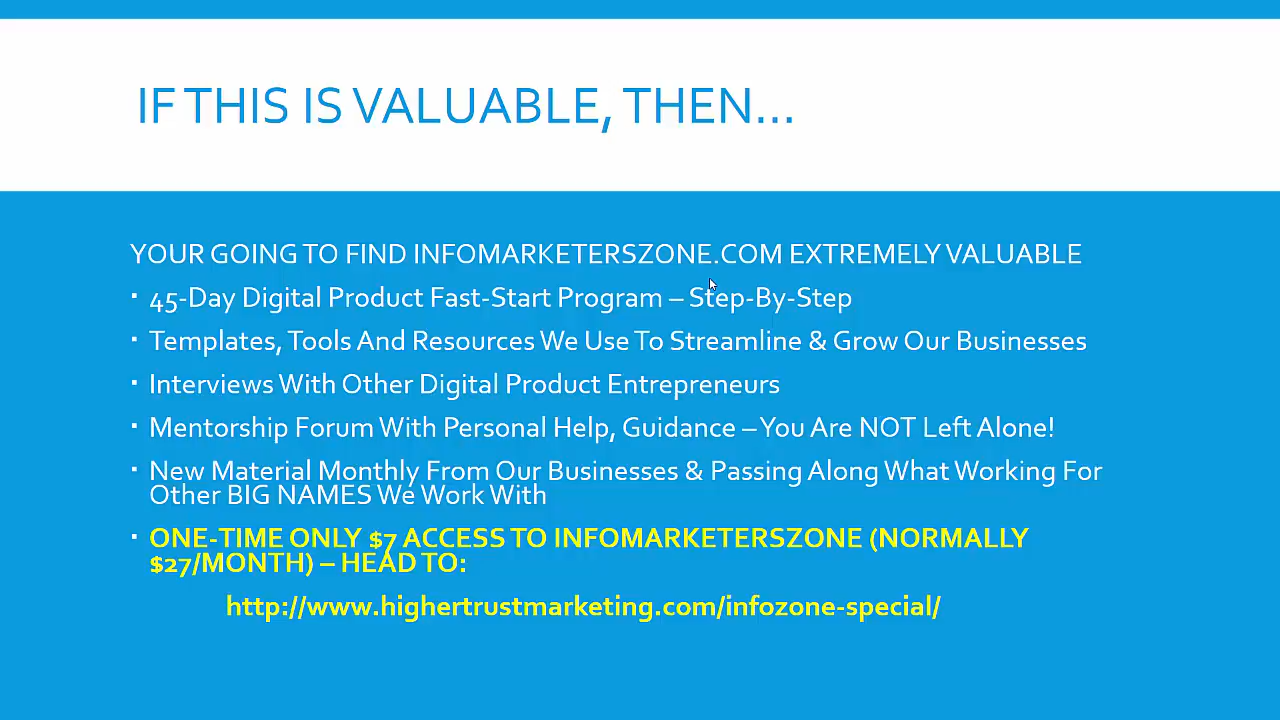 IF THIS IS VALUABLE, THEN...
YOUR GOING TO FIND INFOMARKETERSZONE.COM EXTREMELY VALUABLE
▪ 45-Day Digital Product Fast-Start Program – Step-By-Step
▪ Templates, Tools And Resources We Use To Streamline & Grow Our Businesses
▪ Interviews With Other Digital Product Entrepreneurs
▪ Mentorship Forum With Personal Help, Guidance – You Are NOT Left Alone!
▪ New Material Monthly From Our Businesses & Passing Along What Working For
Other BIG NAMES We Work With
▪ ONE-TIME ONLY $7 ACCESS TO INFOMARKETERSZONE (NORMALLY
$27/MONTH) – HEAD TO:
http://www.highertrustmarketing.com/infozone-special/